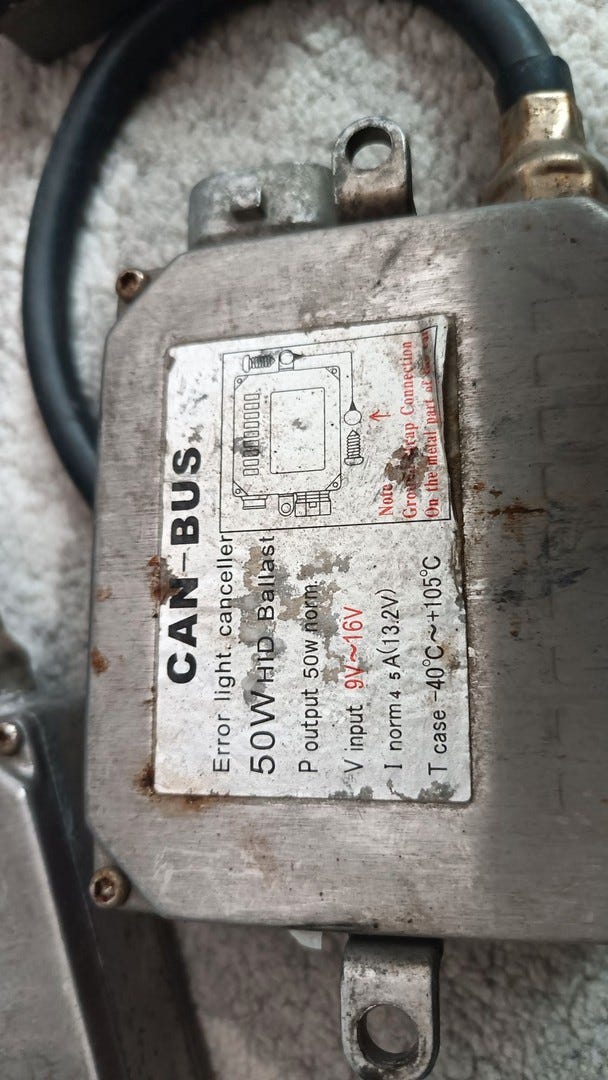 CAN-BUS
Error light. canceller
50W HID Ballast
P output 50w norm
V input 9V~16V
I norm 4 5A(13.2V)
T case -40℃~+105℃
Note
Strap Connection
On the metal part of